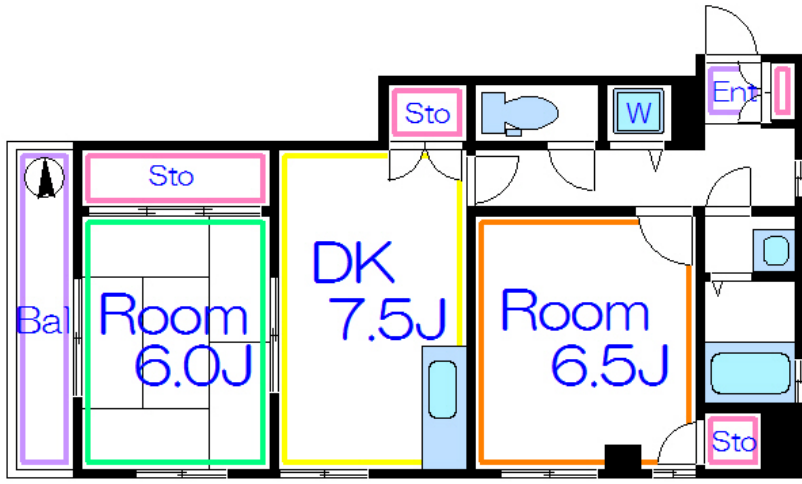 Ent
Sto
W
Sto
DK
7.5J
Bal
Room
6.0J
Room
6.5J
Sto